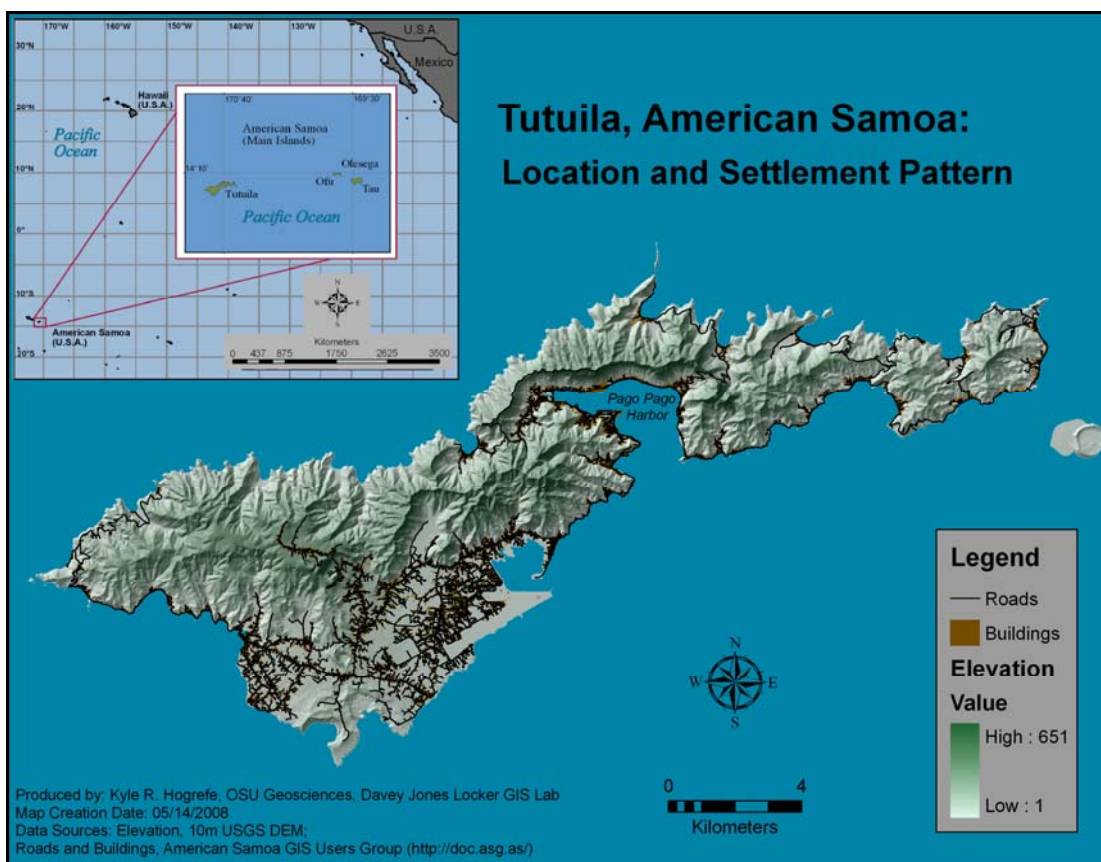 170°W 160°W 150°W 140°W 130°W
U.S.A.
Mexico
30°N
20°N
10°N
0°
10°S
20°S
Hawaii
(U.S.A.)
Pacific
Ocean
170°40'
American Samoa
(Main Islands)
14°10'
Olesega
Ofu
Tau
Tutuila
Pacific Ocean
American Samoa
(U.S.A.)
N
W E
S
Kilometers
0 437 875 1750 2625 3500
Tutuila, American Samoa:
Location and Settlement Pattern
Pago Pago
Harbor
Legend
Roads
Buildings
Elevation
Value
High : 651
Low : 1
N
W E
S
0 4
Kilometers
Produced by: Kyle R. Hogrefe, OSU Geosciences, Davey Jones Locker GIS Lab
Map Creation Date: 05/14/2008
Data Sources: Elevation, 10m USGS DEM;
Roads and Buildings, American Samoa GIS Users Group (http://doc.asg.as/)